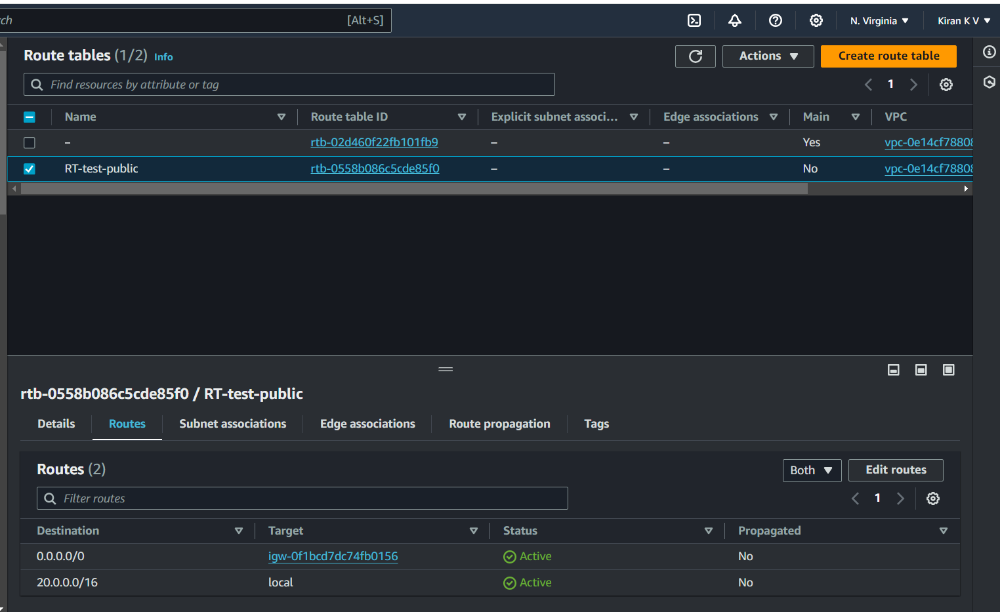 ch [Alt+S] N. Virginia Kiran K V
Route tables (1/2) Info Actions Create route table
Find resources by attribute or tag 1
Name Route table ID Explicit subnet associ... Edge associations Main VPC
– rtb-02d460f22fb101fb9 – – Yes vpc-0e14cf7880
RT-test-public rtb-0558b086c5cde85f0 – – No vpc-0e14cf7880
rtb-0558b086c5cde85f0 / RT-test-public
Details Routes Subnet associations Edge associations Route propagation Tags
Routes (2) Both Edit routes
Filter routes 1
Destination Target Status Propagated
0.0.0.0/0 igw-0f1bcd7dc74fb0156 Active No
20.0.0.0/16 local Active No